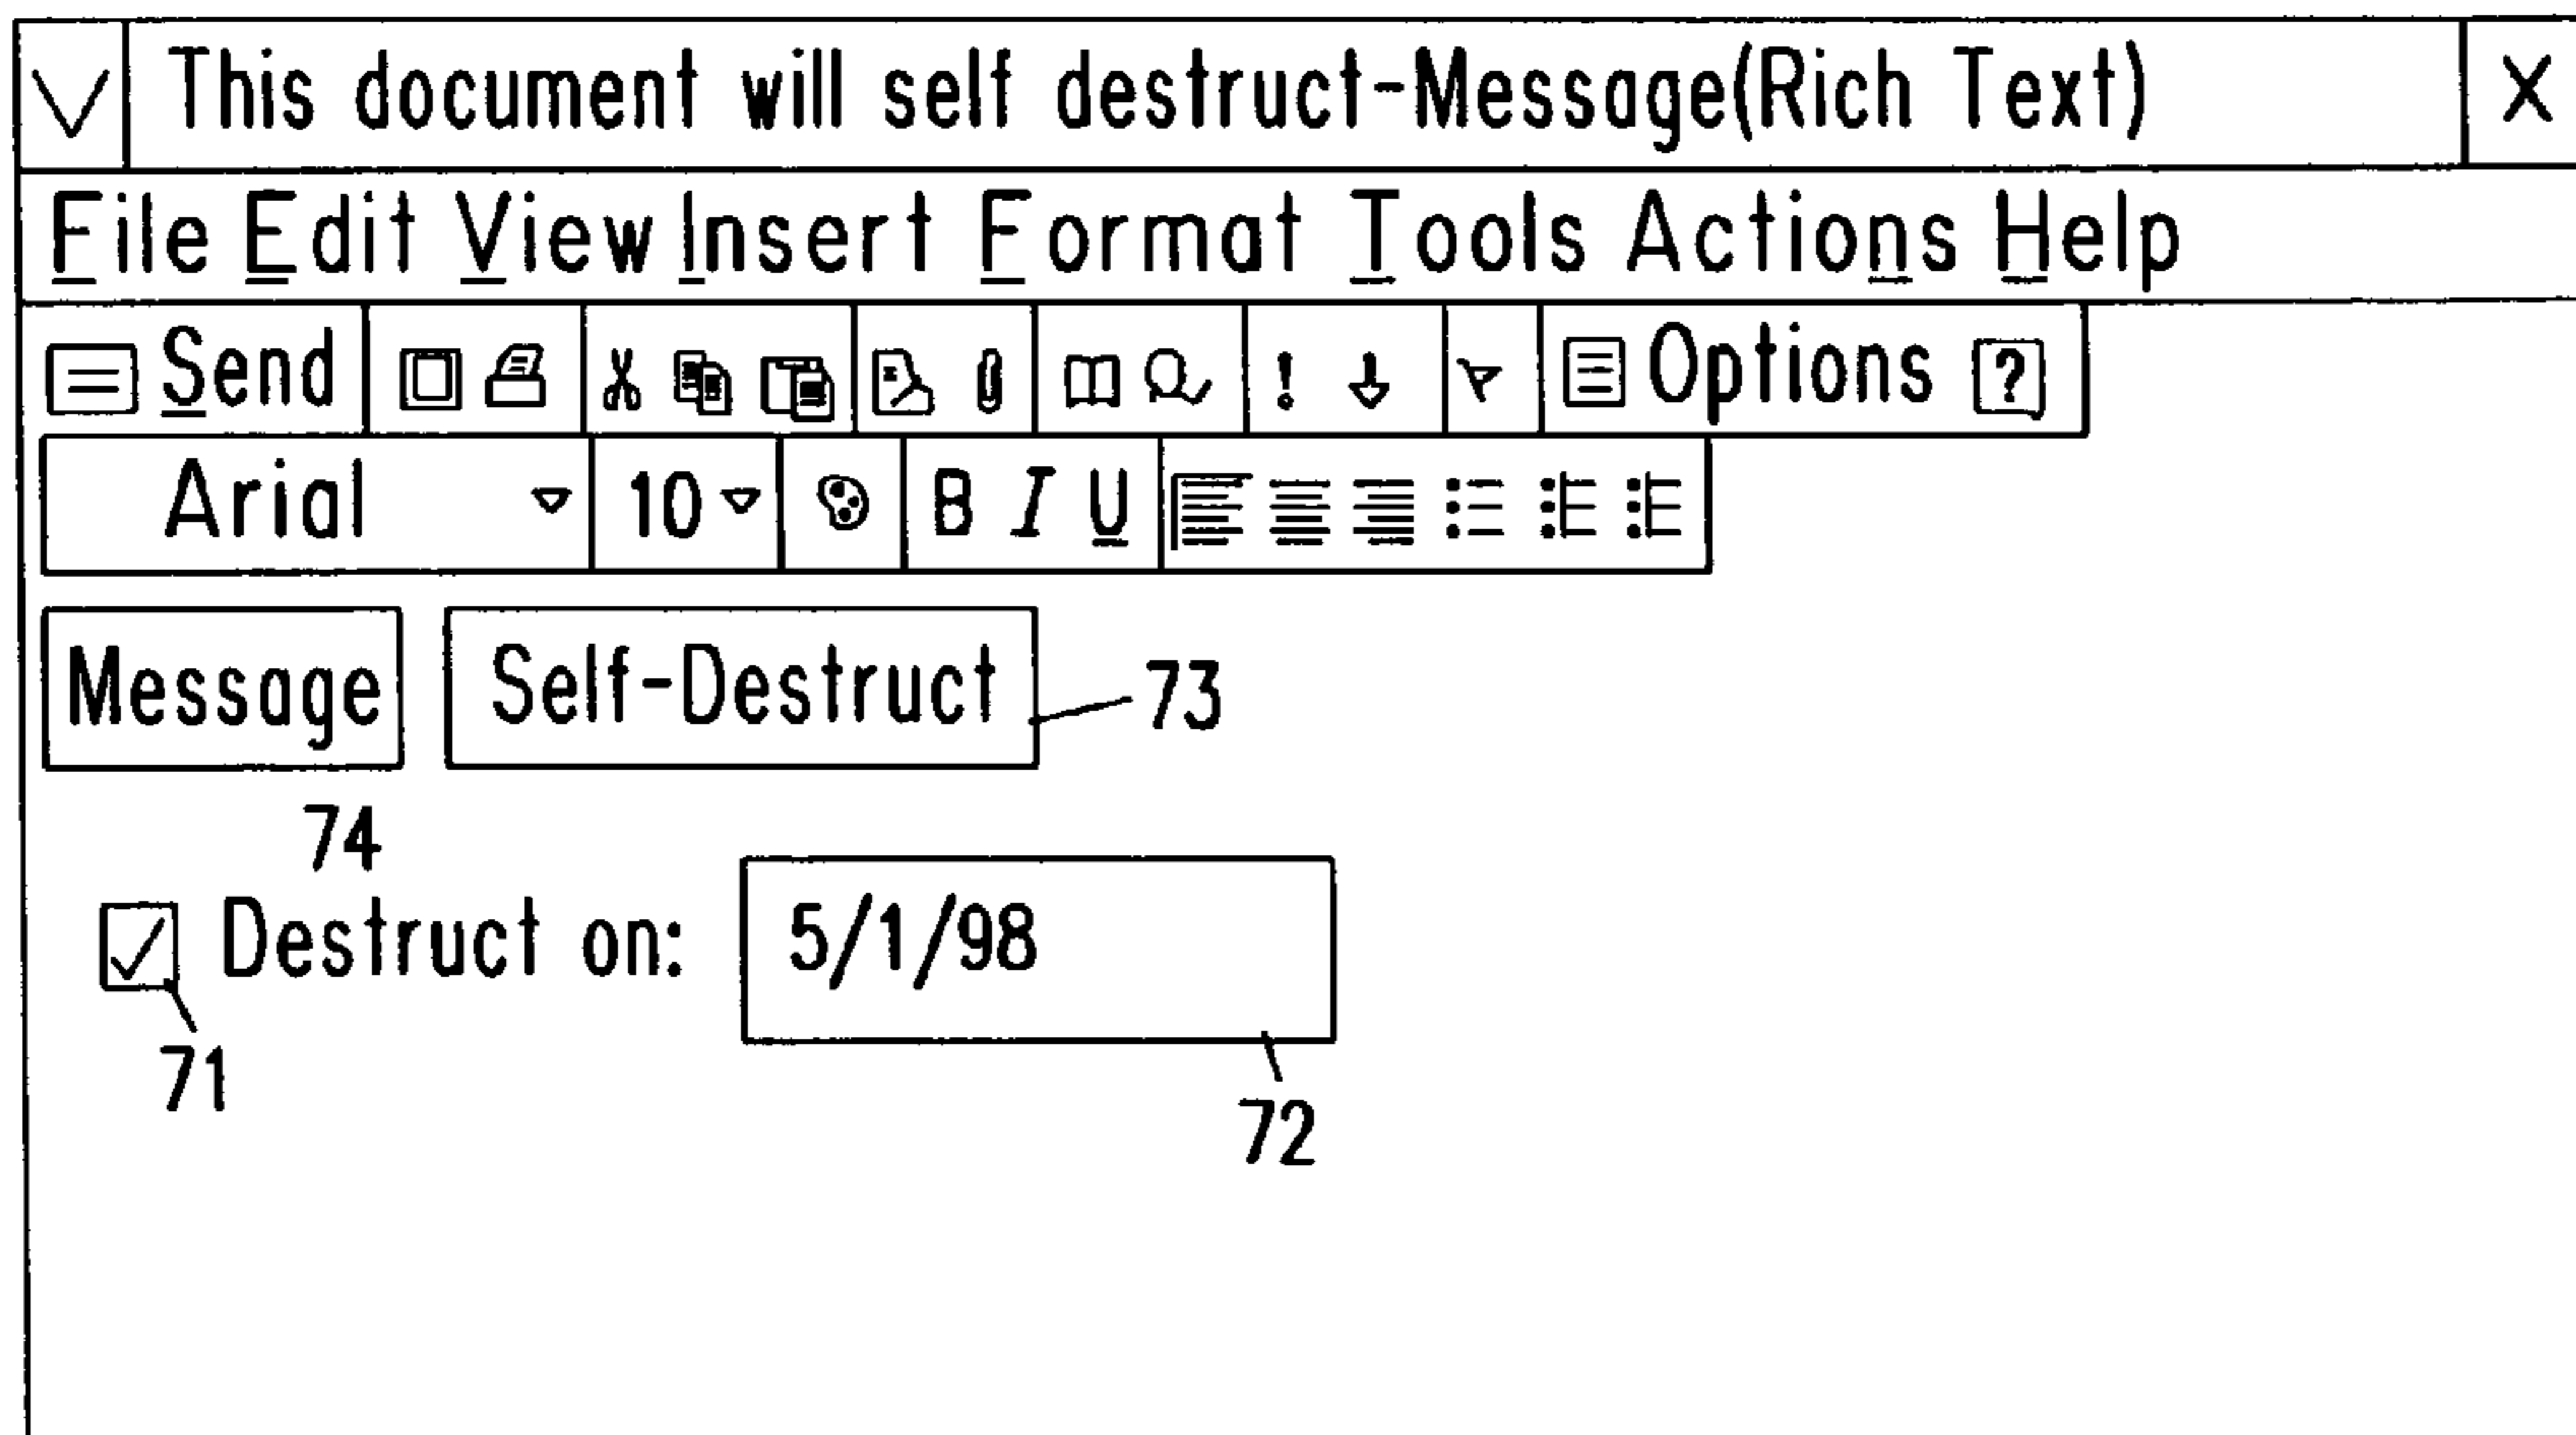 This document will self destruct-Message(Rich Text) X
File Edit View Insert Format Tools Actions Help
Send ! Options ?
Arial 10 B I U
Message Self-Destruct 73
74
Destruct on: 5/1/98
71
72